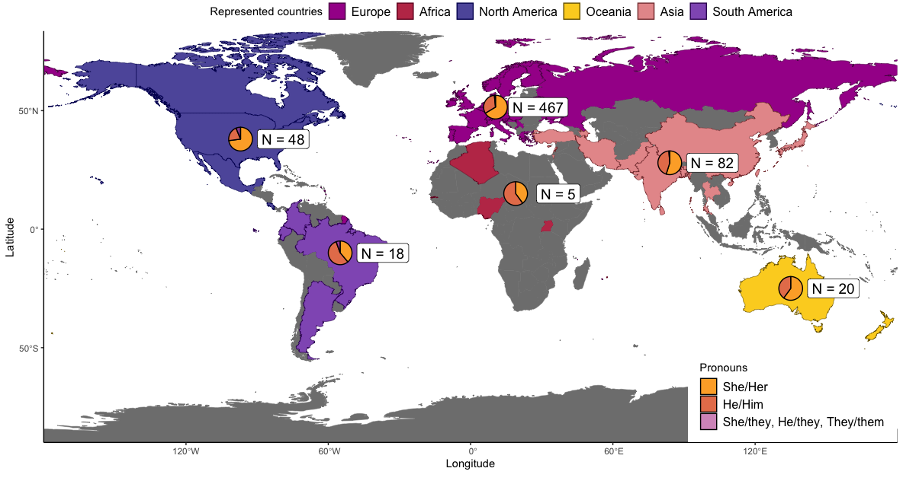 Represented countries Europe Africa North America Oceania Asia South America
50°N
N = 467
N = 48
N = 82
N = 5
Latitude
0°
N = 18
N = 20
50°S
Pronouns
She/Her
He/Him
She/they, He/they, They/them
120°W 60°W 0° 60°E 120°E
Longitude